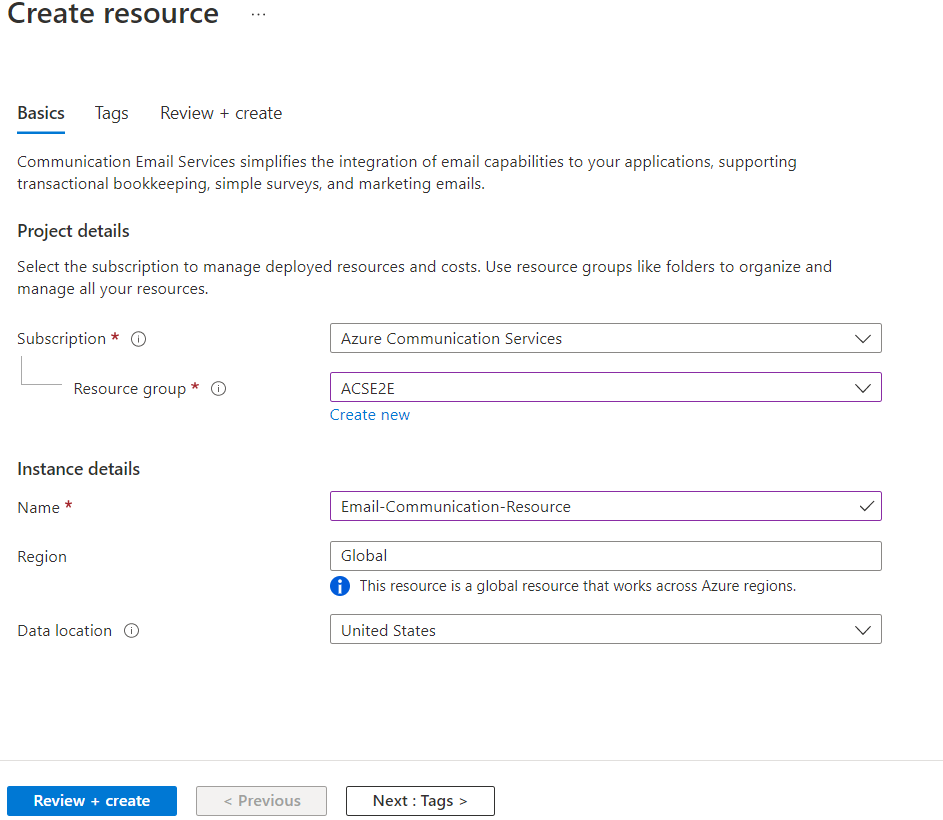 Create resource ...
Basics Tags Review + create
Communication Email Services simplifies the integration of email capabilities to your applications, supporting
transactional bookkeeping, simple surveys, and marketing emails.
Project details
Select the subscription to manage deployed resources and costs. Use resource groups like folders to organize and
manage all your resources.
Subscription * Azure Communication Services
Resource group * ACSE2E
Create new
Instance details
Name * Email-Communication-Resource
Region Global
This resource is a global resource that works across Azure regions.
Data location United States
Review + create < Previous Next : Tags >